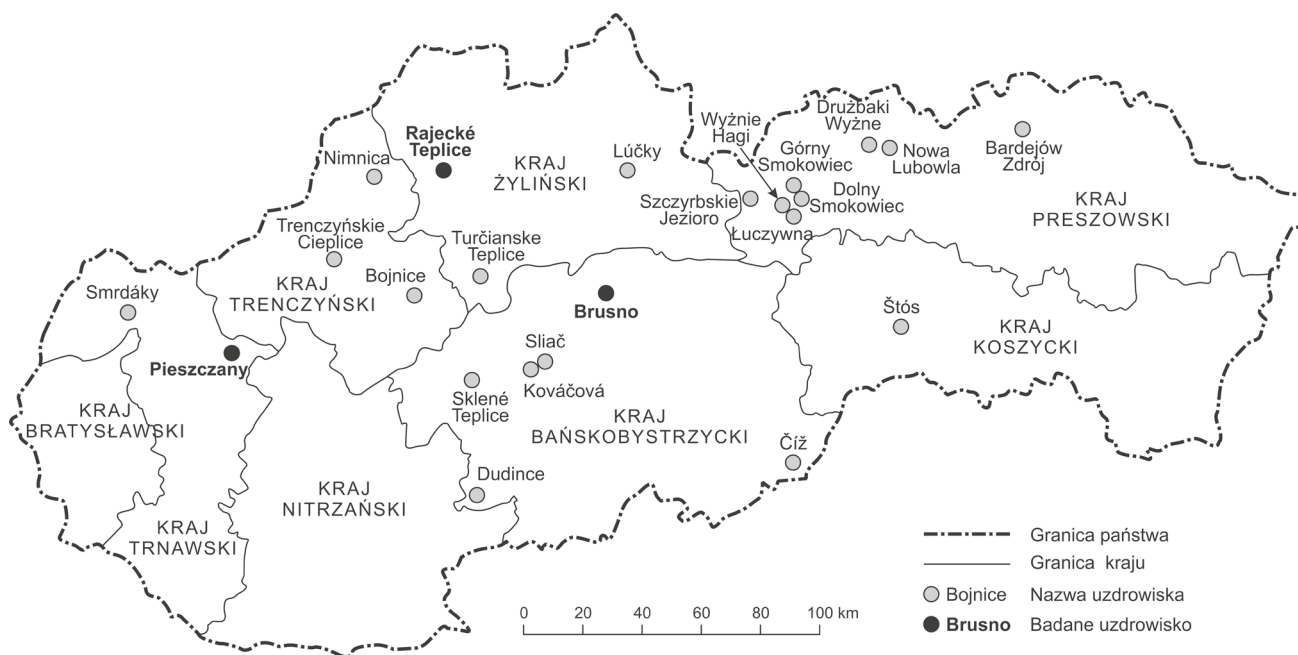 Rajecké
Teplice
Nimnica
KRAJ
ŻYLIŃSKI
Lúčky
Wyżnie
Hagi
Drużbaki
Wyżne
Górny
Smokowiec
Nowa
Lubowla
Bardejów
Zdrój
Szczyrbskie
Jezioro
Dolny
Smokowiec
Łuczywna
KRAJ
PRESZOWSKI
Trenczyńskie
Cieplice
Turčianske
Teplice
Bojnice
KRAJ
TRENCZYŃSKI
Smrdáky
Brusno
Štós
KRAJ
KOSZYCKI
Pieszczany
Sliač
Kováčová
Sklené
Teplice
KRAJ
BRATYSŁAWSKI
KRAJ
BAŃSKOBYSTRZYCKI
Číž
Dudince
KRAJ
NITRZAŃSKI
KRAJ
TRNAWSKI
Granica państwa
Granica kraju
Bojnice Nazwa uzdrowiska
Brusno Badane uzdrowisko
0 20 40 60 80 100 km